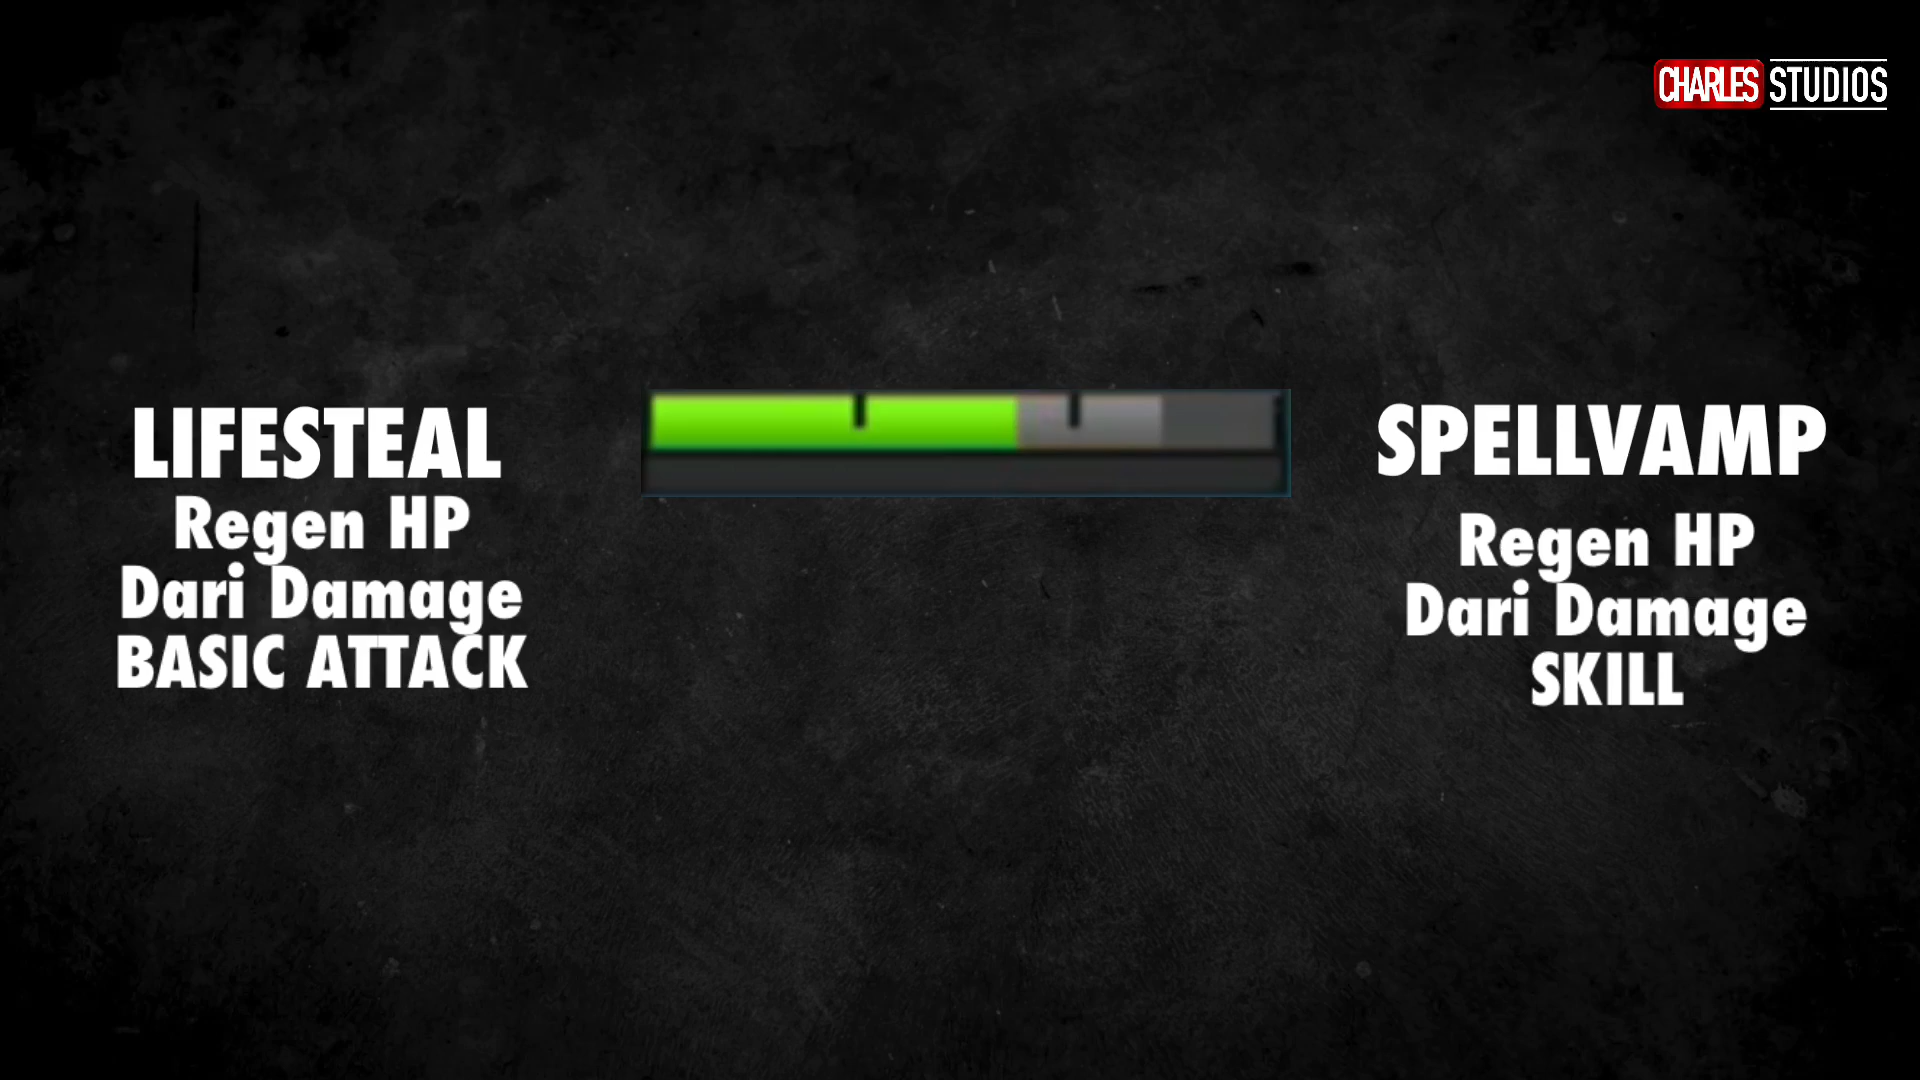 CHARLES STUDIOS
LIFESTEAL
Regen HP
Dari Damage
BASIC ATTACK
SPELLVAMP
Regen HP
Dari Damage
SKILL